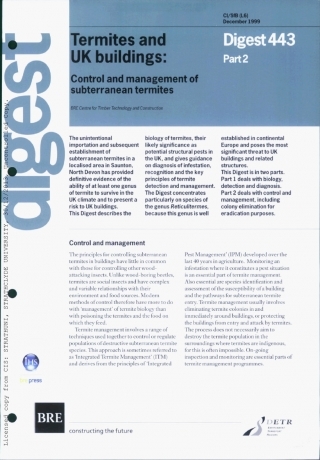 CI/SfB (L6)
December 1999
digest
Termites and
UK buildings:
Digest 443
Part 2
Control and management of
subterranean termites
BRE Centre for Timber Technology and Construction
The unintentional
importation and subsequent
establishment of
subterranean termites in a
localised area in Saunton,
North Devon has provided
definitive evidence of the
ability of at least one genus
of termite to survive in the
UK climate and to present a
risk to UK buildings.
This Digest describes the
biology of termites, their
likely significance as
potential structural pests in
the UK, and gives guidance
on diagnosis of infestation,
recognition and the key
principles of termite
detection and management.
The Digest concentrates
particularly on species of
the genus Reticulitermes,
because this genus is well
established in continental
Europe and poses the most
significant threat to UK
buildings and related
structures.
This Digest is in two parts.
Part 1 deals with biology,
detection and diagnosis.
Part 2 deals with control and
management, including
colony elimination for
eradication purposes.
Control and management
The principles for controlling subterranean
termites in buildings have little in common
with those for controlling other wood-
attacking insects. Unlike wood-boring beetles,
termites are social insects and have complex
and variable relationships with their
environment and food sources. Modern
methods of control therefore have more to do
with 'management' of termite biology than
with poisoning the termites and the food on
which they feed.
Termite management involves a range of
techniques used together to control or regulate
populations of destructive subterranean termite
species. This approach is sometimes referred to
as 'Integrated Termite Management' (ITM)
and derives from the principles of 'Integrated
Pest Management' (IPM) developed over the
last 40 years in agriculture. Monitoring an
infestation where it constitutes a pest situation
is an essential part of termite management.
Also essential are species identification and
assessment of the susceptibility of a building
and the pathways for subterranean termite
entry. Termite management usually involves
eliminating termite colonies in and
immediately around buildings, or protecting
the buildings from entry and attack by termites.
The process does not necessarily aim to
destroy the termite population in the
surroundings where termites are indigenous,
for this is often impossible. On-going
inspection and monitoring are essential parts of
termite management programmes.
IHS
press
BRE
constructing the future
DETR
Licensed copy from CIS: STRATHUNI, STRATHCLYDE UNIVERSITY,